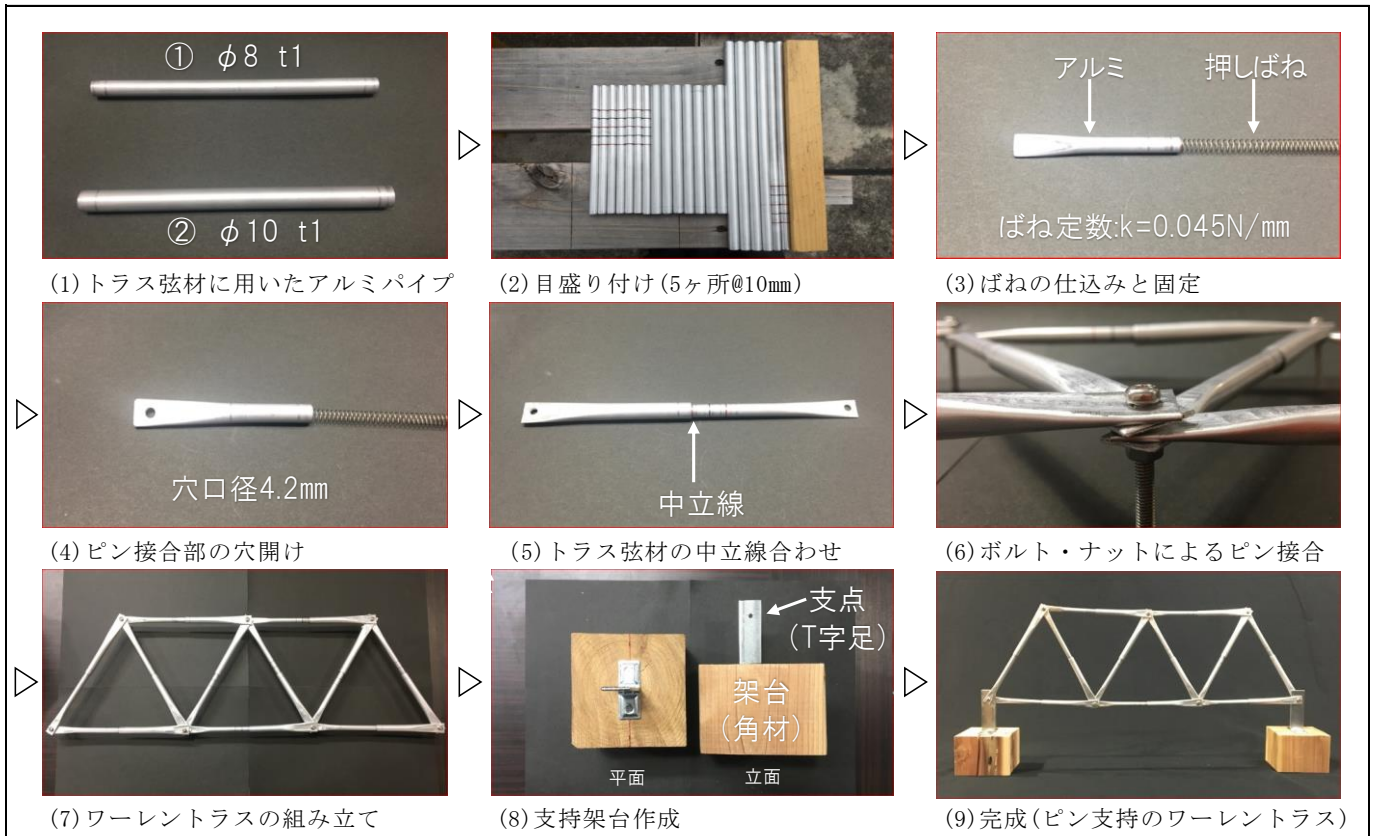 ① φ8 t1
② φ10 t1
(1)トラス弦材に用いたアルミパイプ
(2)目盛り付け(5ヶ所@10mm)
アルミ
押しばね
ばね定数:k=0.045N/mm
(3)ばねの仕込みと固定
穴口径4.2mm
(4)ピン接合部の穴開け
中立線
(5)トラス弦材の中立線合わせ
(6)ボルト・ナットによるピン接合
(7)ワーレントラスの組み立て
支点
(T字足)
架台
(角材)
平面
立面
(8)支持架台作成
(9)完成(ピン支持のワーレントラス)